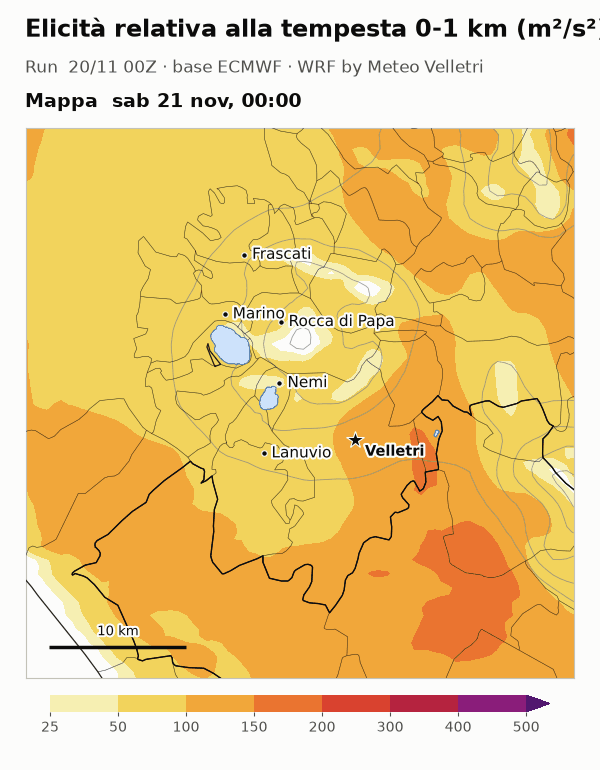 Elicità relativa alla tempesta 0-1 km (m²/s²)
Run 20/11 00Z · base ECMWF · WRF by Meteo Velletri
Mappa sab 21 nov, 00:00
Frascati
Marino
Rocca di Papa
Nemi
Velletri
Lanuvio
10 km
25 50 100 150 200 300 400 500